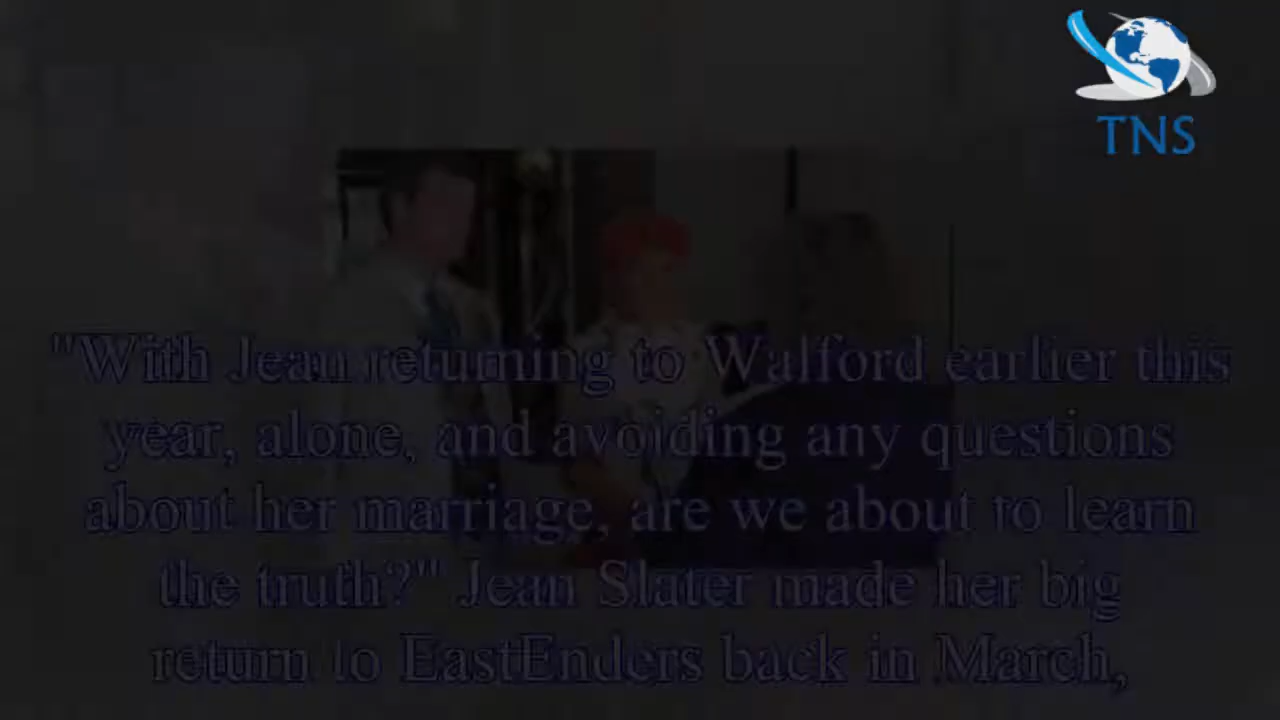 TNS
"With Jean returning to Walford earlier this
year, alone, and avoiding any questions
about her marriage, are we about to learn
the truth?'" Jean Slater made her big
return to EastEnders back in March,